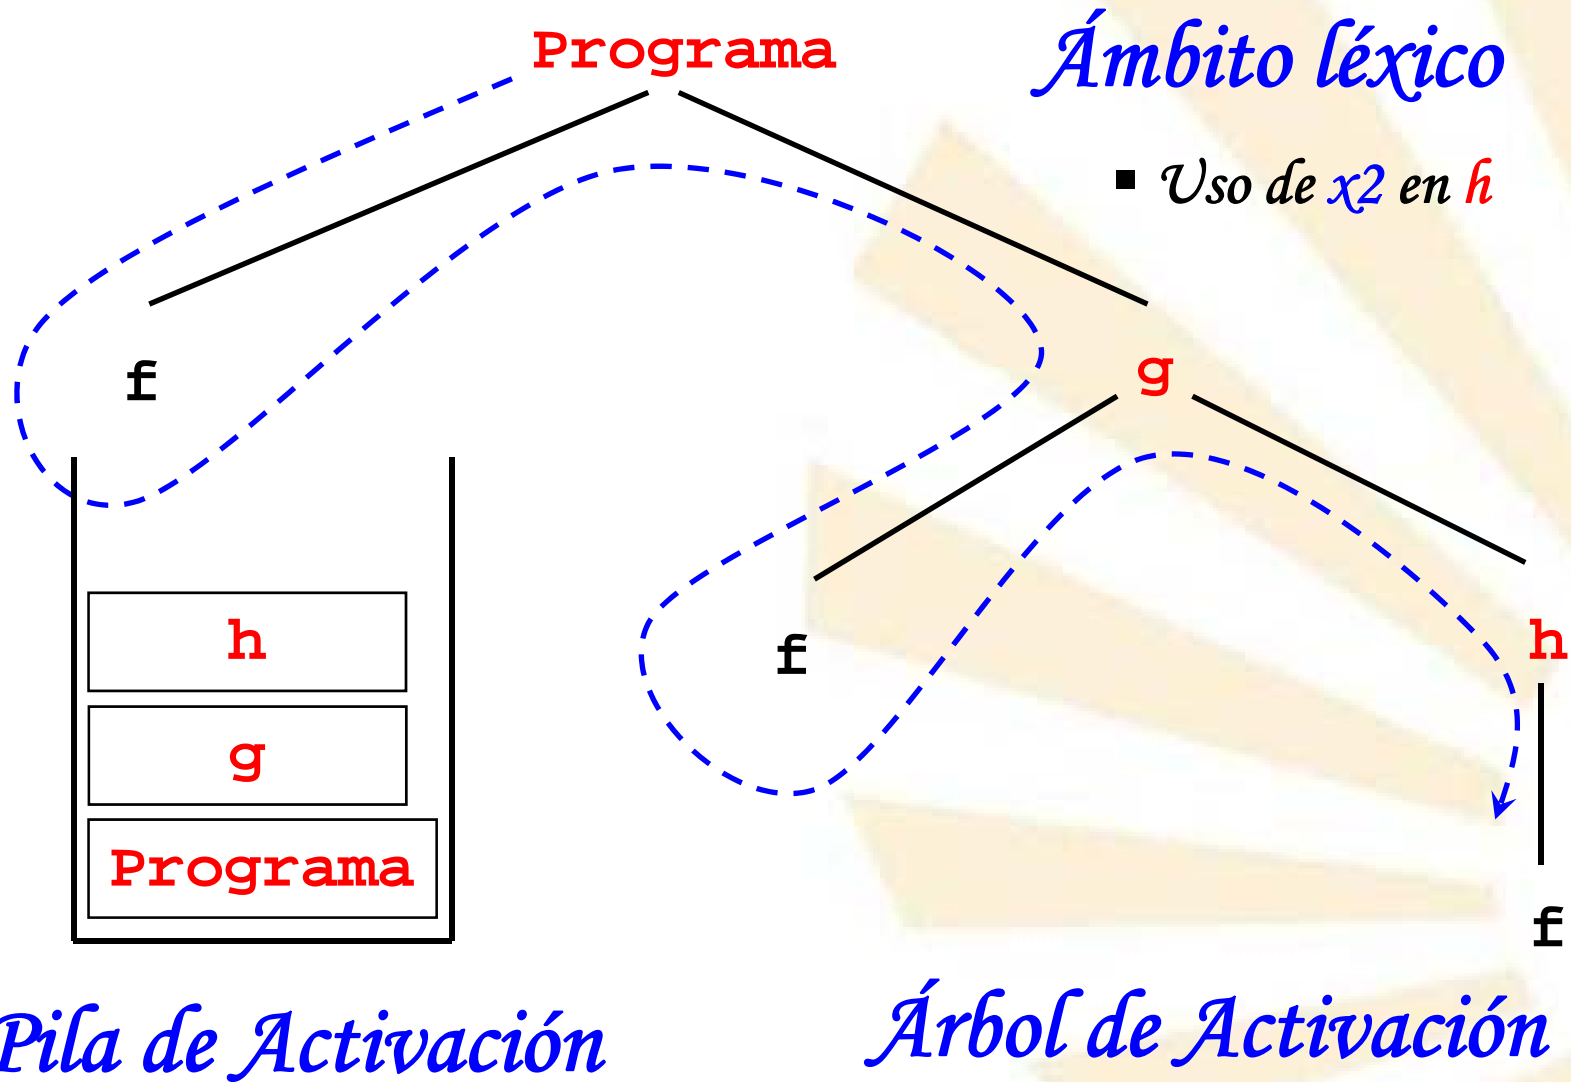 Programa
Ámbito léxico
Uso de x2 en h
f
g
f
h
h
g
Programa
f
Pila de Activación
Árbol de Activación